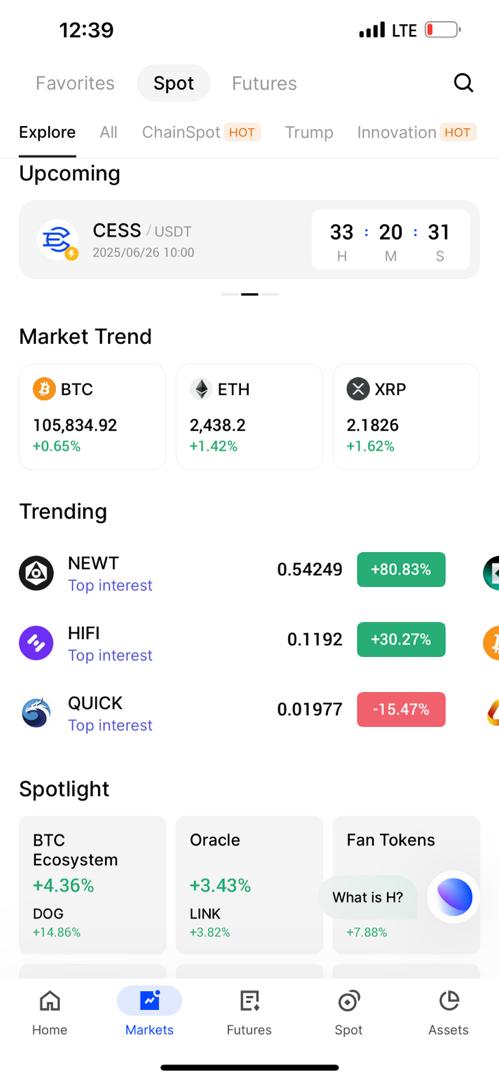 12:39 LTE
Favorites Spot Futures
Explore All ChainSpot HOT Trump Innovation HOT
Upcoming
CESS / USDT
2025/06/26 10:00
33 : 20 : 31
H M S
Market Trend
BTC ETH XRP
105,834.92 2,438.2 2.1826
+0.65% +1.42% +1.62%
Trending
NEWT 0.54249 +80.83%
Top interest
HIFI 0.1192 +30.27%
Top interest
QUICK 0.01977 -15.47%
Top interest
Spotlight
BTC Oracle Fan Tokens
Ecosystem
+4.36% +3.43%
What is H?
DOG LINK
+14.86% +3.82% +7.88%
Home Markets Futures Spot Assets